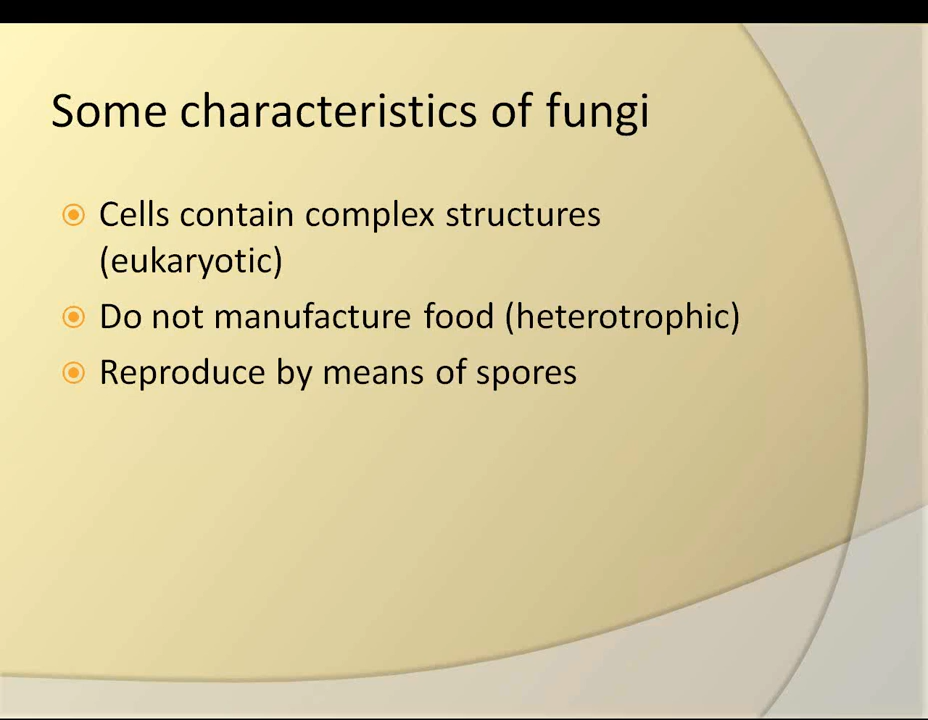 Some characteristics of fungi
Cells contain complex structures
(eukaryotic)
Do not manufacture food (heterotrophic)
Reproduce by means of spores